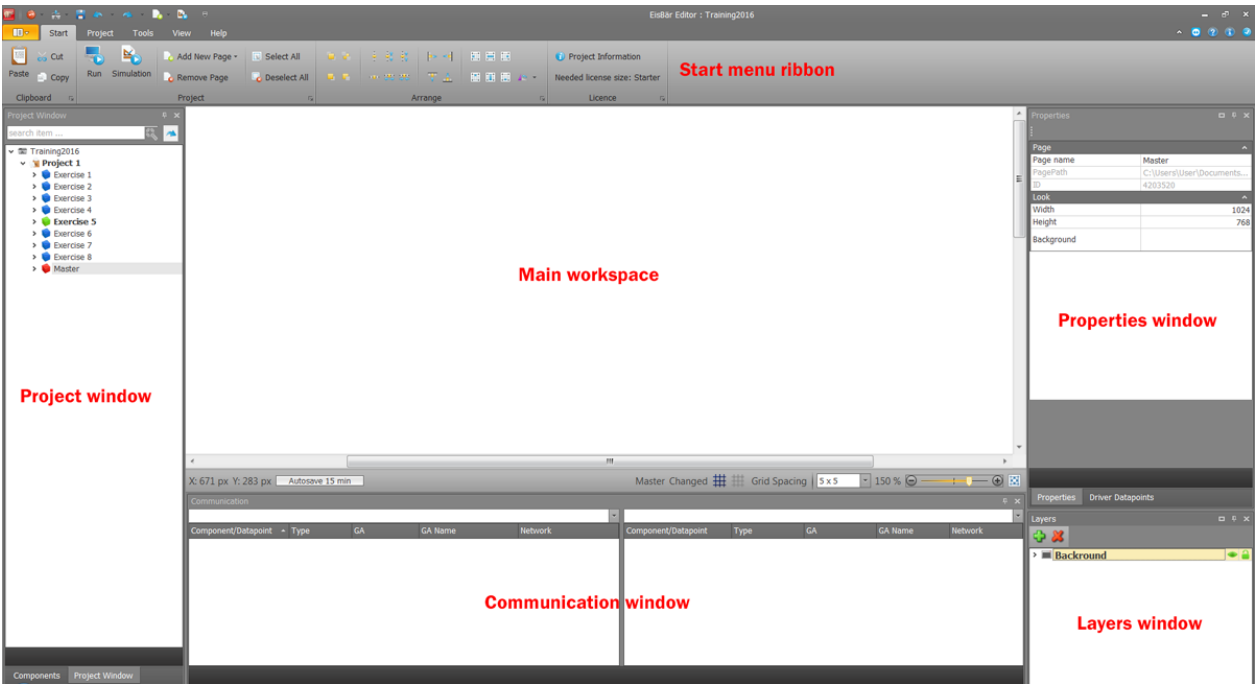 EisBär Editor : Training2016
Start Project Tools View Help
Paste
Cut
Copy
Run
Simulation
Add New Page
Remove Page
Select All
Deselect All
Project Information
Needed license size: Starter
Start menu ribbon
Clipboard Project Arrange Licence
Project Window
search item ...
Training2016
Project 1
Exercise 1
Exercise 2
Exercise 3
Exercise 4
Exercise 5
Exercise 6
Exercise 7
Exercise 8
Master
Project window
Components Project Window
Main workspace
X: 671 px Y: 283 px Autosave 15 min Master Changed Grid Spacing 5 x 5 150 %
Communication
Component/Datapoint Type GA GA Name Network Component/Datapoint Type GA GA Name Network
Communication window
Properties
Page
Page name Master
PagePath C:\Users\User\Documents...
ID 4203520
Look
Width 1024
Height 768
Background
Properties window
Properties Driver Datapoints
Layers
Backround
Layers window